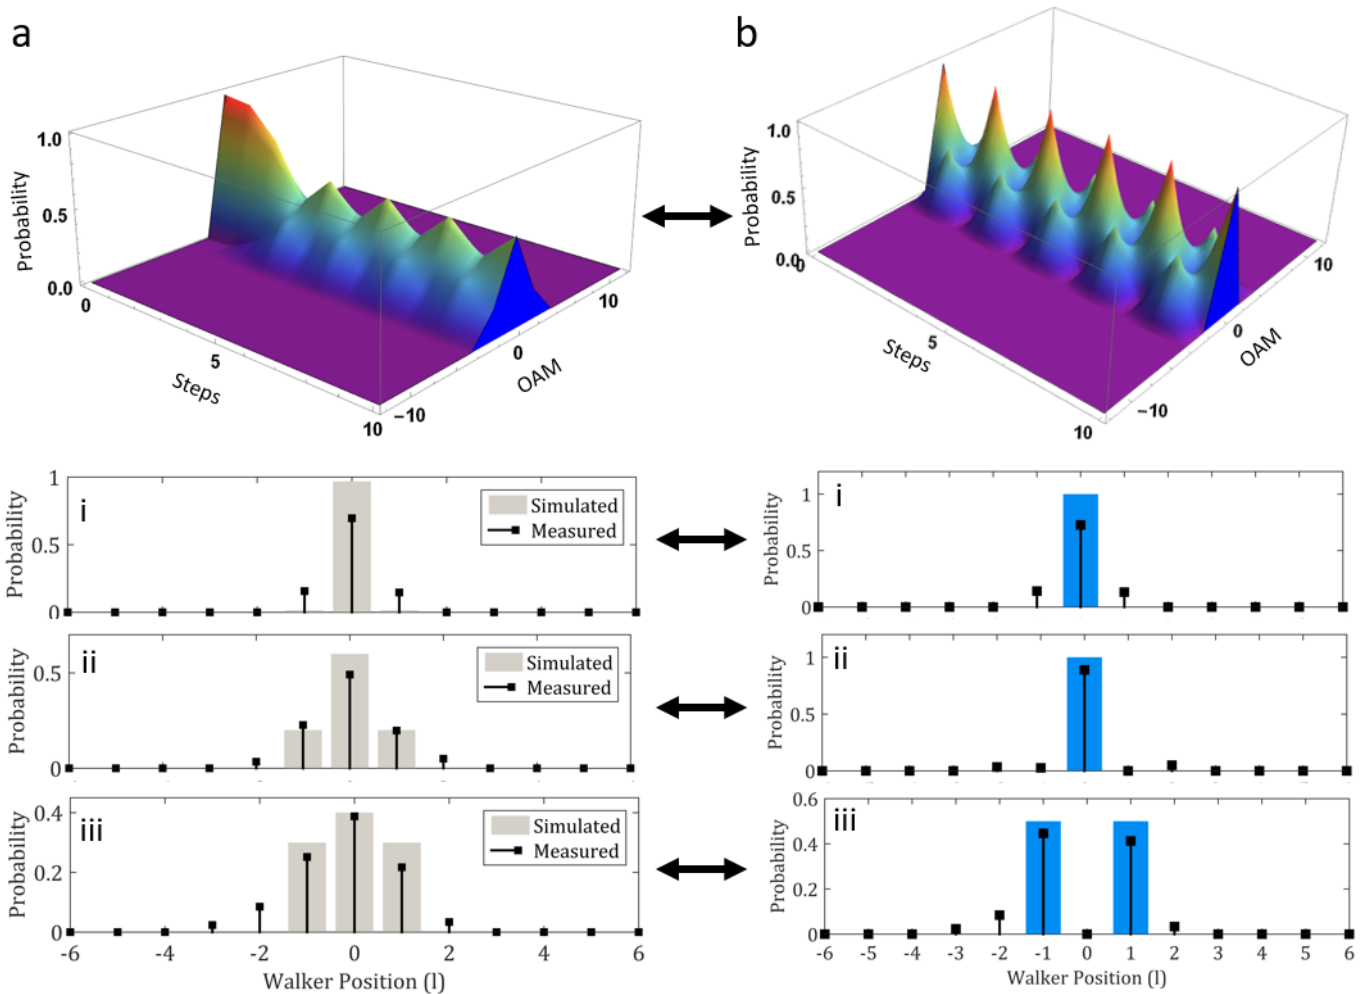 a
Probability
1.0
0.5
0.0
0
5
10
Steps
−10
0
10
OAM
b
Probability
1.0
0.5
0.0
0
5
10
Steps
−10
0
10
OAM
i
Probability
1
0.5
0
Simulated
Measured
i
Probability
1
0.5
0
ii
Probability
0.5
0
Simulated
Measured
ii
Probability
1
0.5
0
iii
Probability
0.4
0.2
0
Simulated
Measured
-6 -4 -2 0 2 4 6
Walker Position (l)
iii
Probability
0.6
0.4
0.2
0
-6 -5 -4 -3 -2 -1 0 1 2 3 4 5 6
Walker Position (l)